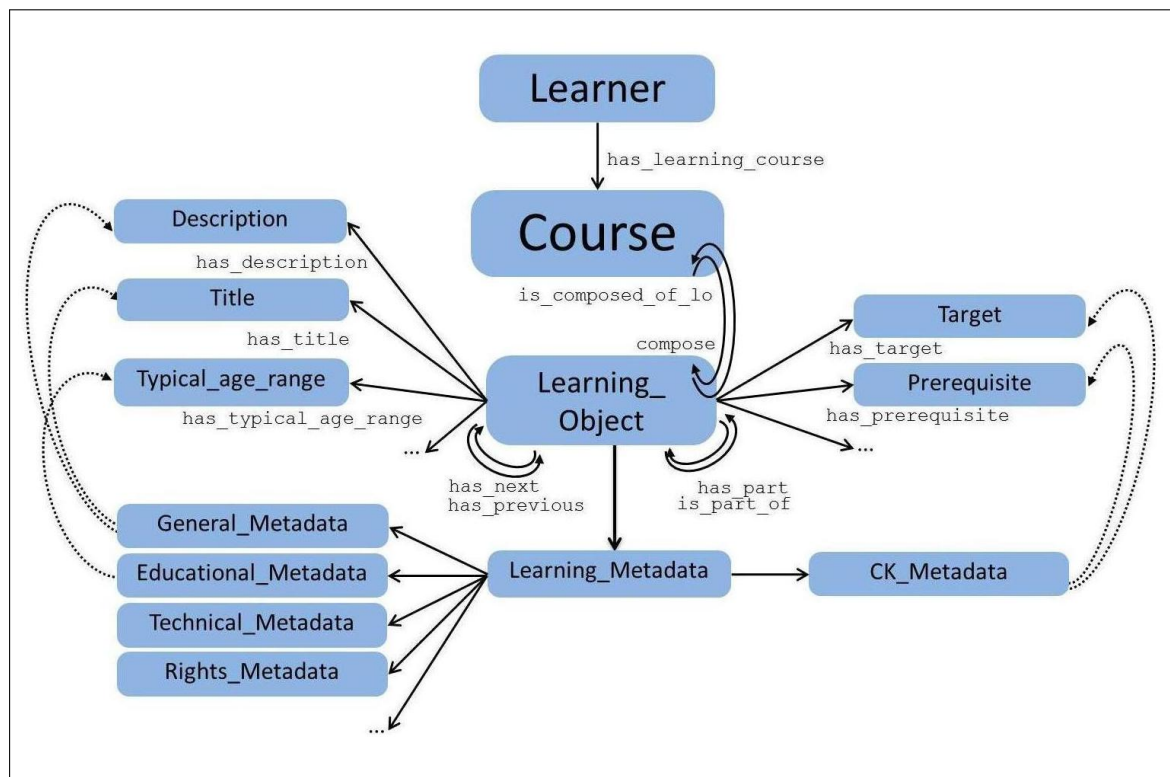 Learner
has_learning_course
Course
Description
has_description
is_composed_of_lo
Title
Target
has_title
compose
has_target
Typical_age_range
Learning_
Object
Prerequisite
has_typical_age_range
has_prerequisite
...
...
has_next
has_previous
has_part
is_part_of
General_Metadata
Educational_Metadata
Learning_Metadata
CK_Metadata
Technical_Metadata
Rights_Metadata
...